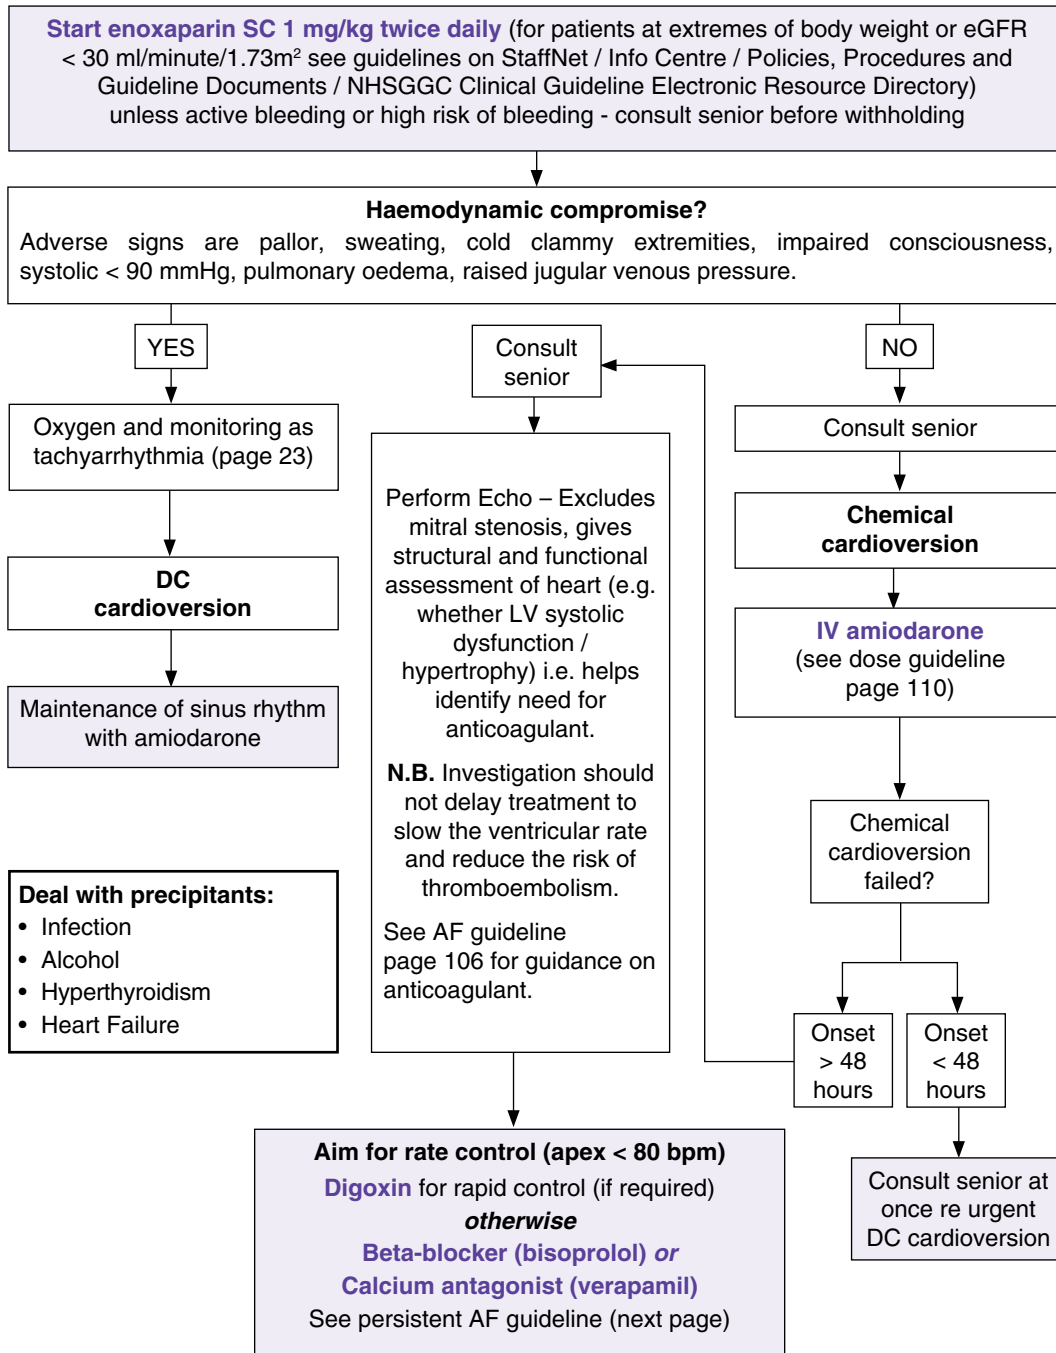 Start enoxaparin SC 1 mg/kg twice daily (for patients at extremes of body weight or eGFR
< 30 ml/minute/1.73m² see guidelines on StaffNet / Info Centre / Policies, Procedures and
Guideline Documents / NHSGGC Clinical Guideline Electronic Resource Directory)
unless active bleeding or high risk of bleeding - consult senior before withholding
Haemodynamic compromise?
Adverse signs are pallor, sweating, cold clammy extremities, impaired consciousness,
systolic < 90 mmHg, pulmonary oedema, raised jugular venous pressure.
YES
Oxygen and monitoring as
tachyarrhythmia (page 23)
DC
cardioversion
Maintenance of sinus rhythm
with amiodarone
Deal with precipitants:
• Infection
• Alcohol
• Hyperthyroidism
• Heart Failure
Consult
senior
Perform Echo – Excludes
mitral stenosis, gives
structural and functional
assessment of heart (e.g.
whether LV systolic
dysfunction /
hypertrophy) i.e. helps
identify need for
anticoagulant.
N.B. Investigation should
not delay treatment to
slow the ventricular rate
and reduce the risk of
thromboembolism.
See AF guideline
page 106 for guidance on
anticoagulant.
NO
Consult senior
Chemical
cardioversion
IV amiodarone
(see dose guideline
page 110)
Chemical
cardioversion
failed?
Onset
> 48
hours
Onset
< 48
hours
Consult senior at
once re urgent
DC cardioversion
Aim for rate control (apex < 80 bpm)
Digoxin for rapid control (if required)
otherwise
Beta-blocker (bisoprolol) or
Calcium antagonist (verapamil)
See persistent AF guideline (next page)